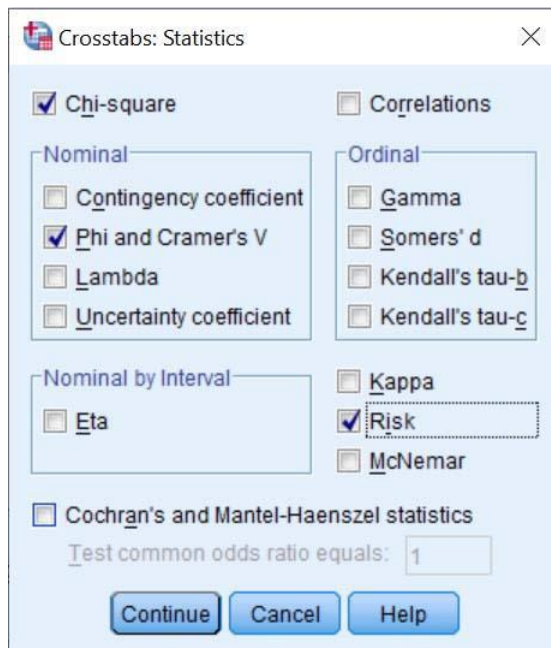 Crosstabs: Statistics
Chi-square
Correlations
Nominal
Contingency coefficient
Phi and Cramer's V
Lambda
Uncertainty coefficient
Ordinal
Gamma
Somers' d
Kendall's tau-b
Kendall's tau-c
Nominal by Interval
Eta
Kappa
Risk
McNemar
Cochran's and Mantel-Haenszel statistics
Test common odds ratio equals: 1
Continue Cancel Help